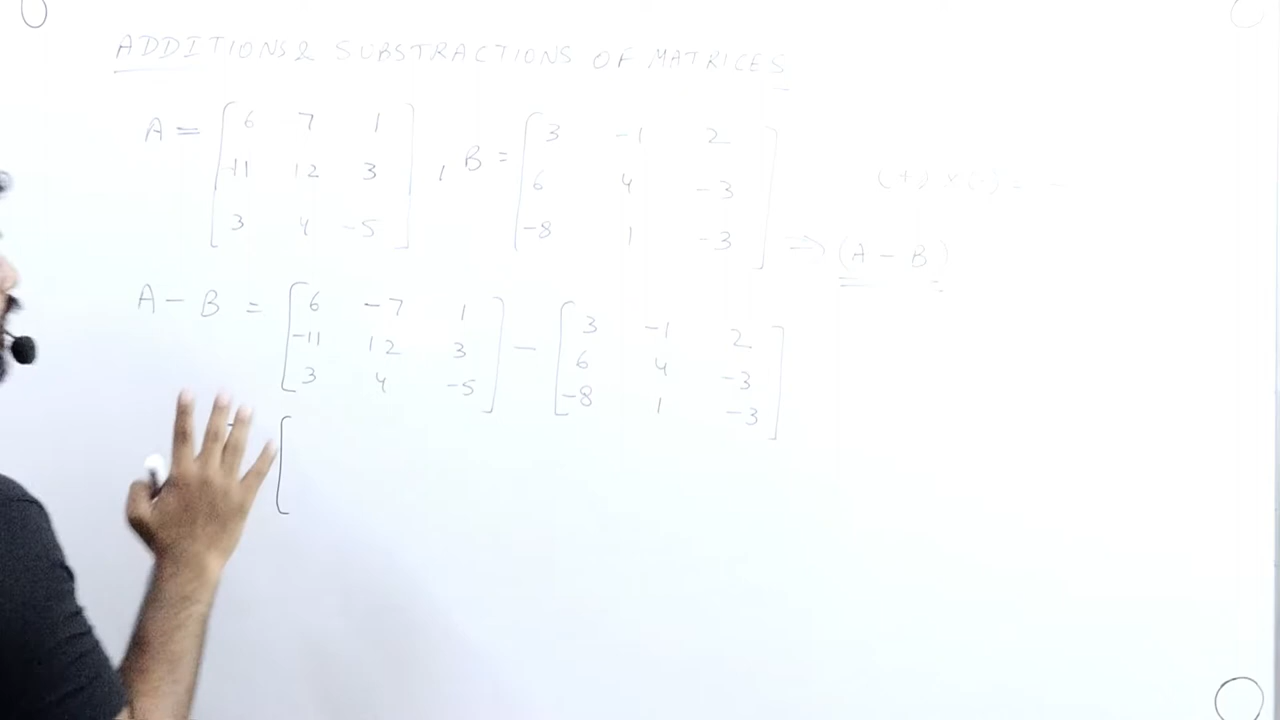 ADDITIONS & SUBSTRACTIONS OF MATRICES
A = [ 6 7 1 ] , B = [ 3 -1 2 ]
-11 12 3 6 4 -3 (+) x (-) = -
3 4 -5 -8 1 -3 ⇒ (A - B)
A - B = [ 6 -7 1 ] - [ 3 -1 2 ]
-11 12 3 6 4 -3
3 4 -5 -8 1 -3
[